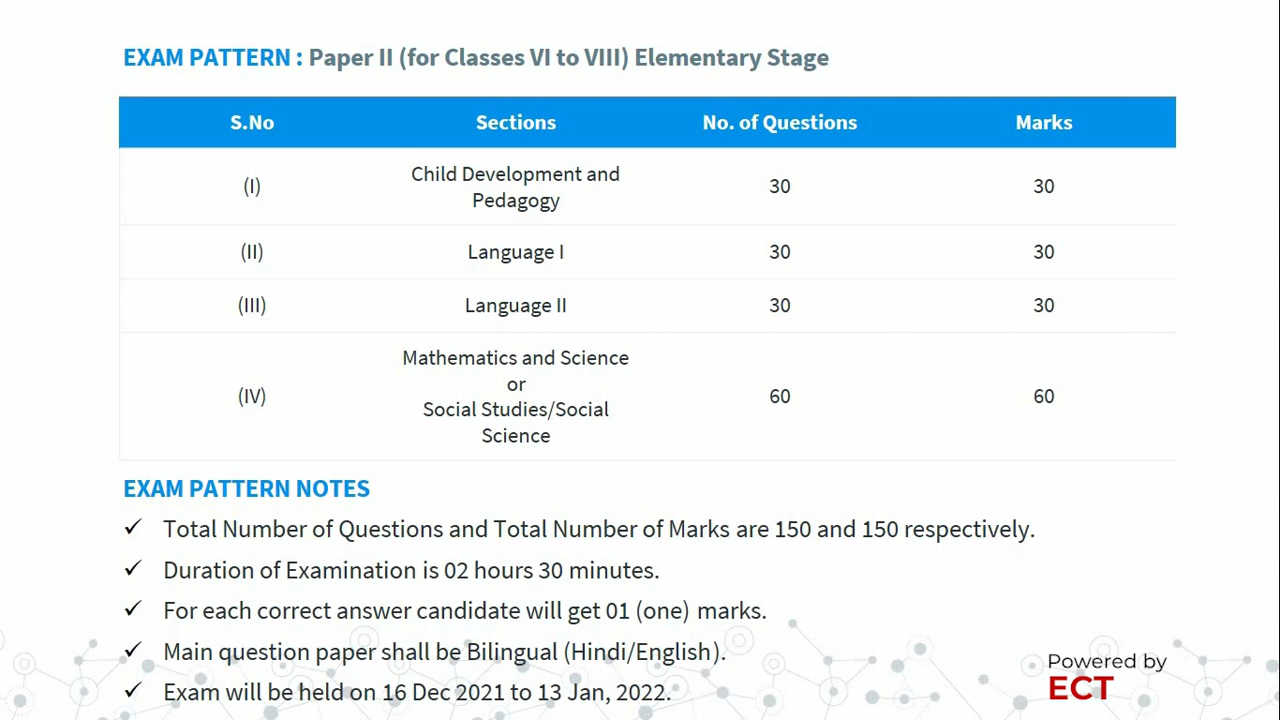 EXAM PATTERN : Paper II (for Classes VI to VIII) Elementary Stage
S.No Sections No. of Questions Marks
(I) Child Development and Pedagogy 30 30
(II) Language I 30 30
(III) Language II 30 30
(IV) Mathematics and Science or Social Studies/Social Science 60 60
EXAM PATTERN NOTES
✓ Total Number of Questions and Total Number of Marks are 150 and 150 respectively.
✓ Duration of Examination is 02 hours 30 minutes.
✓ For each correct answer candidate will get 01 (one) marks.
✓ Main question paper shall be Bilingual (Hindi/English).
✓ Exam will be held on 16 Dec 2021 to 13 Jan, 2022.
Powered by
ECT